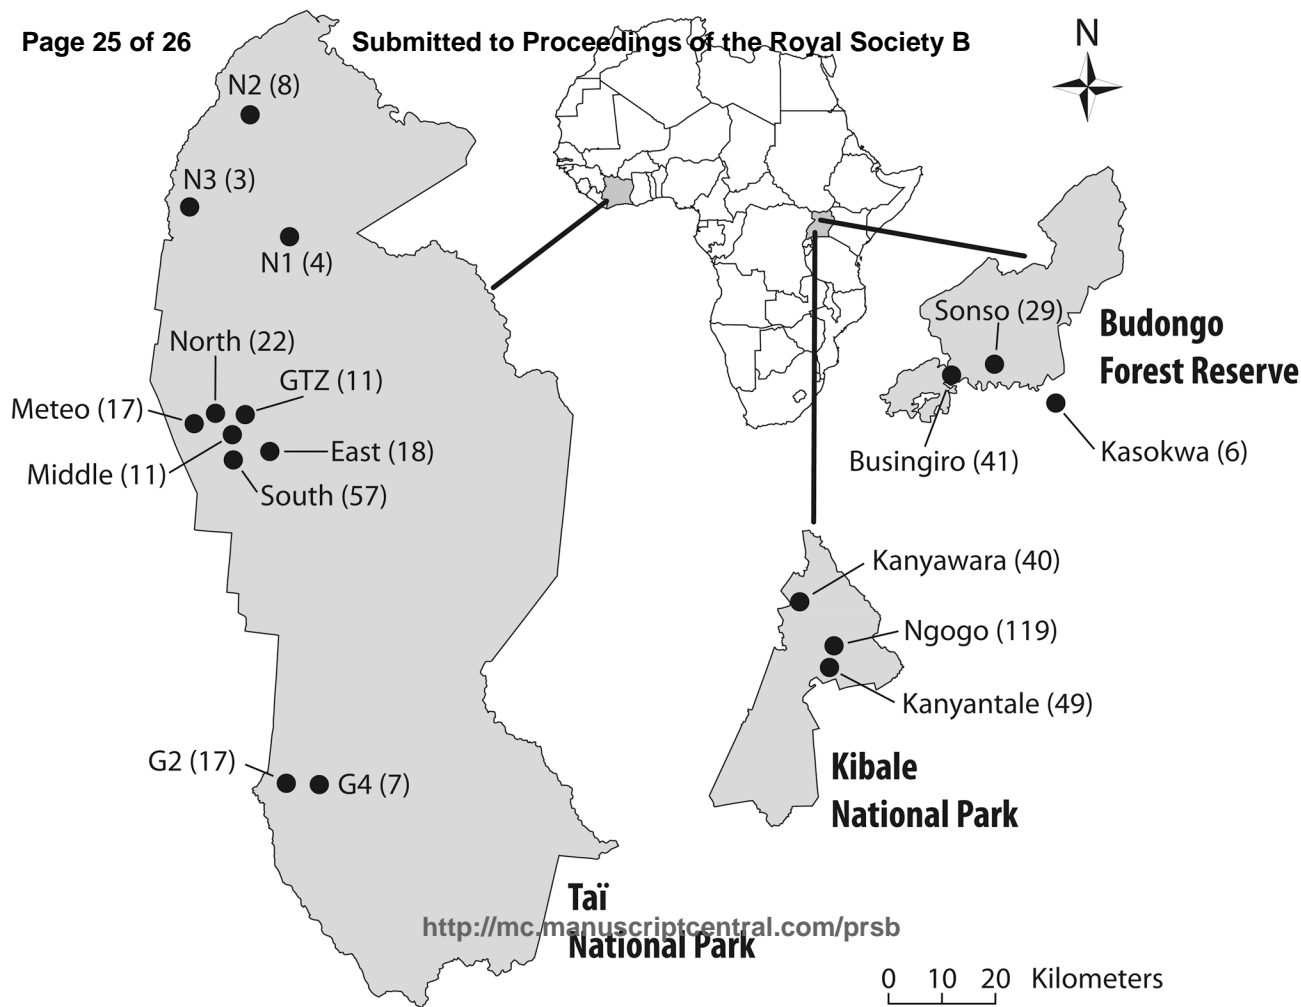 Page 25 of 26
Submitted to Proceedings of the Royal Society B
N
N2 (8)
N3 (3)
N1 (4)
North (22)
GTZ (11)
Meteo (17)
East (18)
Middle (11)
South (57)
G2 (17)
G4 (7)
Taï
National Park
Sonso (29)
Budongo
Forest Reserve
Busingiro (41)
Kasokwa (6)
Kanyawara (40)
Ngogo (119)
Kanyantale (49)
Kibale
National Park
http://mc.manuscriptcentral.com/prsb
0 10 20 Kilometers